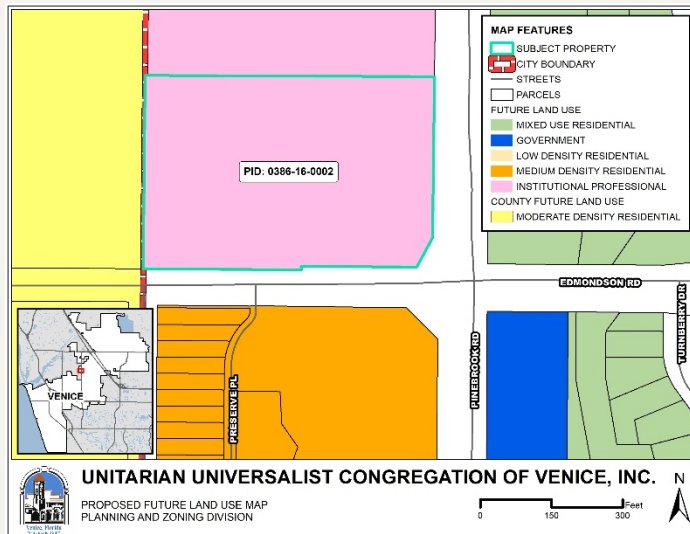 MAP FEATURES
SUBJECT PROPERTY
CITY BOUNDARY
STREETS
PARCELS
FUTURE LAND USE
MIXED USE RESIDENTIAL
GOVERNMENT
LOW DENSITY RESIDENTIAL
MEDIUM DENSITY RESIDENTIAL
INSTITUTIONAL PROFESSIONAL
COUNTY FUTURE LAND USE
MODERATE DENSITY RESIDENTIAL
PID: 0386-16-0002
EDMONDSON RD
TURNBERRY DR
PINEBROOK RD
PRESERVE PL
VENICE
UNITARIAN UNIVERSALIST CONGREGATION OF VENICE, INC.
PROPOSED FUTURE LAND USE MAP
PLANNING AND ZONING DIVISION
Feet
0 150 300
N
Venice, Florida